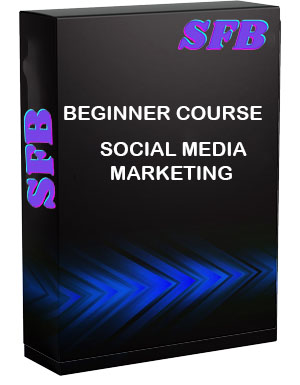 SFB
SFB
BEGINNER COURSE
SOCIAL MEDIA
MARKETING